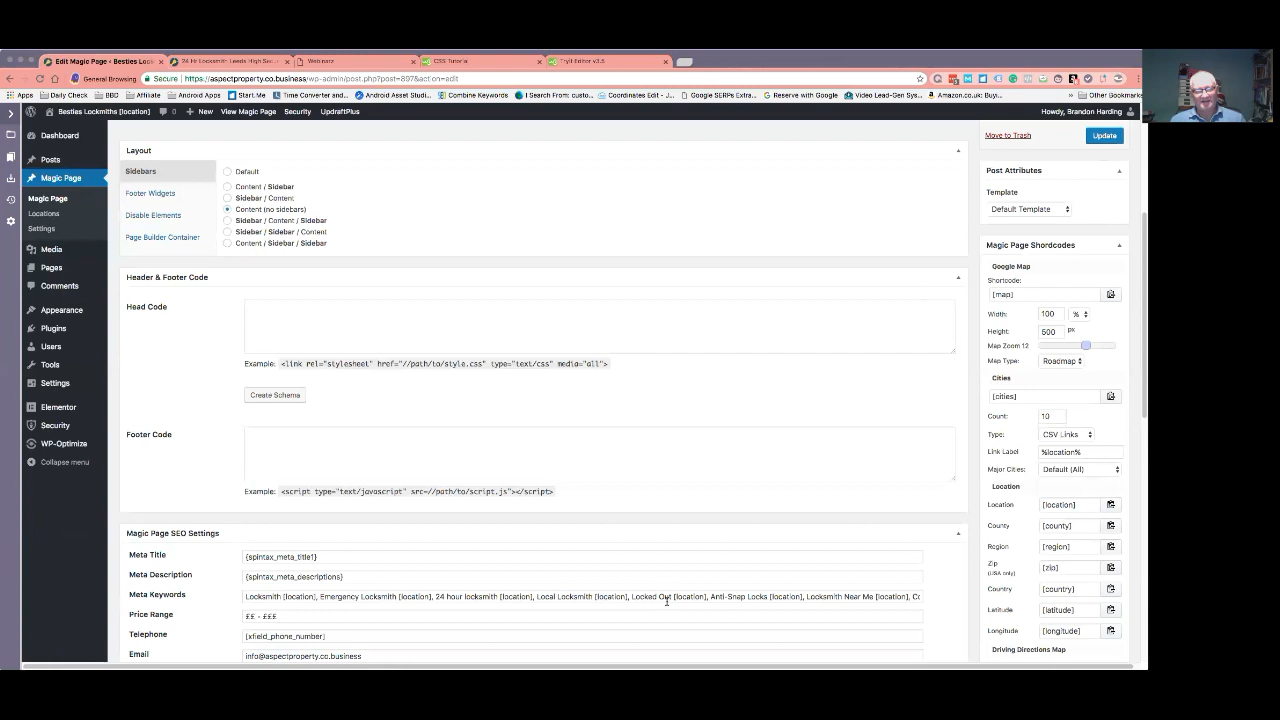 Edit Magic Page ‹ Besties Lock
24 Hr Locksmith Leeds High Sec
Webinarz
CSS Tutorial
Tryit Editor v3.5
General Browsing
Secure
https://aspectproperty.co.business/wp-admin/post.php?post=897&action=edit
Apps
Daily Check
BBD
Affiliate
Android Apps
Start.Me
Android Asset Studi...
Combine Keywords
I Search From: custo...
Coordinates Edit - J...
Google SERPs Extra...
Reserve with Google
Video Lead-Gen Sy...
Amazon.co.uk: Buyi...
Other Bookmarks
Besties Locksmiths [location]
0
New
View Magic Page
Security
UpdraftPlus
Howdy, Brandon Harding
Dashboard
Posts
Magic Page
Magic Page
Locations
Settings
Media
Pages
Comments
Appearance
Plugins
Users
Tools
Settings
Elementor
Security
WP-Optimize
Collapse menu
Layout
Sidebars
Footer Widgets
Disable Elements
Page Builder Container
Default
Content / Sidebar
Sidebar / Content
Content (no sidebars)
Sidebar / Content / Sidebar
Sidebar / Sidebar / Content
Content / Sidebar / Sidebar
Header & Footer Code
Head Code
Example: <link rel="stylesheet" href="//path/to/style.css" type="text/css" media="all">
Create Schema
Footer Code
Example: <script type="text/javascript" src=//path/to/script.js"></script>
Magic Page SEO Settings
Meta Title
{spintax_meta_title1}
Meta Description
{spintax_meta_descriptions}
Meta Keywords
Locksmith [location], Emergency Locksmith [location], 24 hour locksmith [location], Local Locksmith [location], Locked Out [location], Anti-Snap Locks [location], Locksmith Near Me [location], Co
Price Range
££ - £££
Telephone
[xfield_phone_number]
Email
info@aspectproperty.co.business
Move to Trash
Update
Post Attributes
Template
Default Template
Magic Page Shordcodes
Google Map
Shortcode:
[map]
Width:
100
%
Height:
500
px
Map Zoom 12
Map Type:
Roadmap
Cities
[cities]
Count:
10
Type:
CSV Links
Link Label
%location%
Major Cities:
Default (All)
Location
Location
[location]
County
[county]
Region
[region]
Zip
(USA only)
[zip]
Country
[country]
Latitude
[latitude]
Longitude
[longitude]
Driving Directions Map